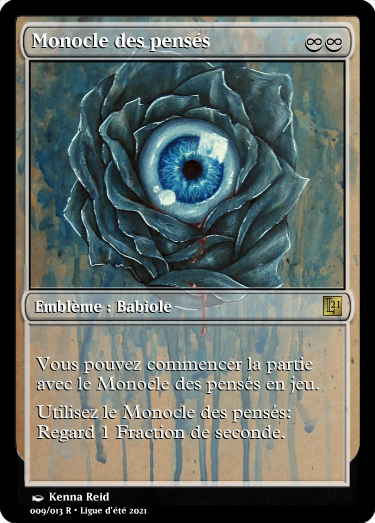 Monocle des pensés ∞∞
Emblème : Babiole
L21
Vous pouvez commencer la partie
avec le Monocle des pensés en jeu.
Utilisez le Monocle des pensés:
Regard 1 Fraction de seconde.
Kenna Reid
009/013 R • Ligue d'été 2021